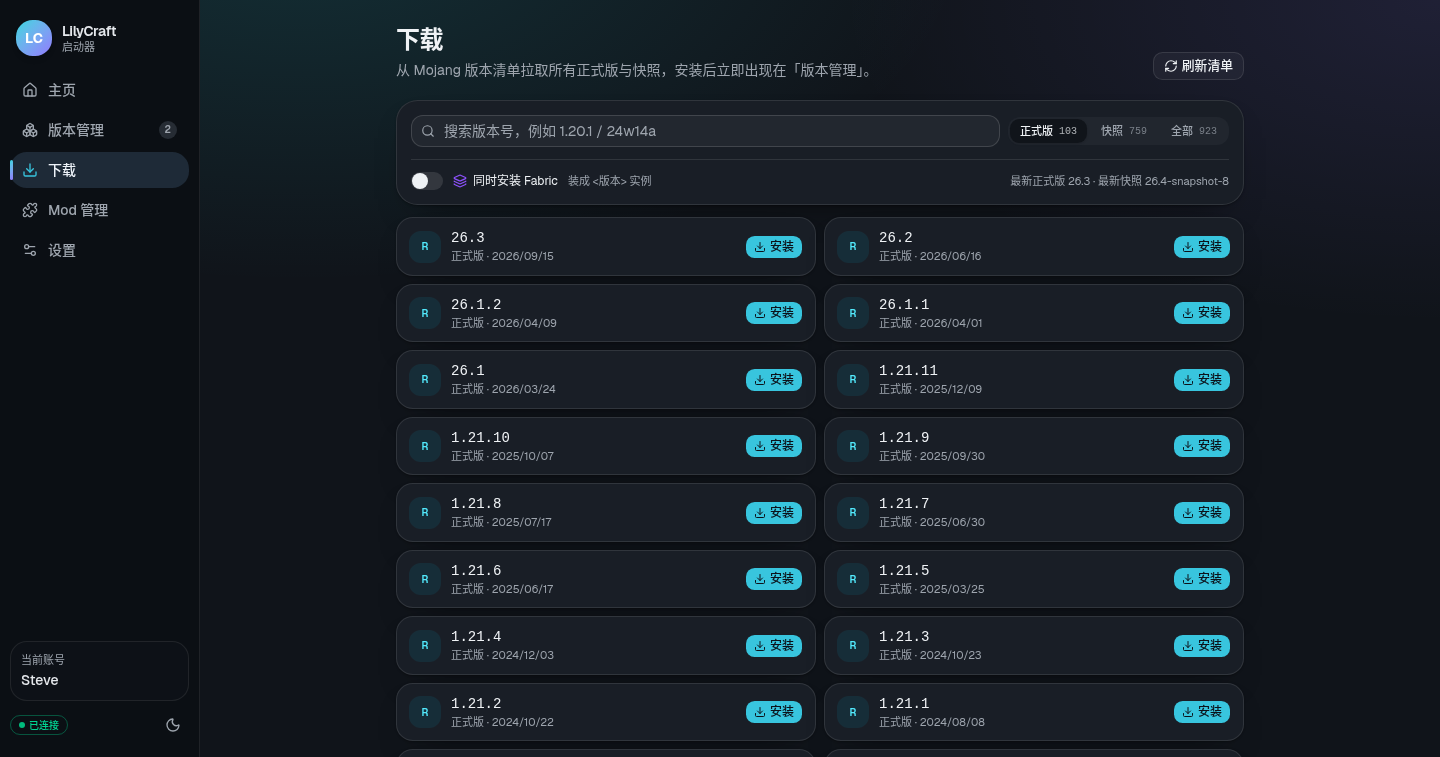 LC
LilyCraft
启动器
主页
版本管理 2
下载
Mod 管理
设置
当前账号
Steve
已连接
下载
从 Mojang 版本清单拉取所有正式版与快照，安装后立即出现在「版本管理」。
刷新清单
搜索版本号，例如 1.20.1 / 24w14a
正式版 103 快照 759 全部 923
同时安装 Fabric 装成 <版本> 实例
最新正式版 26.3 · 最新快照 26.4-snapshot-8
R 26.3 安装
正式版 · 2026/09/15
R 26.2 安装
正式版 · 2026/06/16
R 26.1.2 安装
正式版 · 2026/04/09
R 26.1.1 安装
正式版 · 2026/04/01
R 26.1 安装
正式版 · 2026/03/24
R 1.21.11 安装
正式版 · 2025/12/09
R 1.21.10 安装
正式版 · 2025/10/07
R 1.21.9 安装
正式版 · 2025/09/30
R 1.21.8 安装
正式版 · 2025/07/17
R 1.21.7 安装
正式版 · 2025/06/30
R 1.21.6 安装
正式版 · 2025/06/17
R 1.21.5 安装
正式版 · 2025/03/25
R 1.21.4 安装
正式版 · 2024/12/03
R 1.21.3 安装
正式版 · 2024/10/23
R 1.21.2 安装
正式版 · 2024/10/22
R 1.21.1 安装
正式版 · 2024/08/08